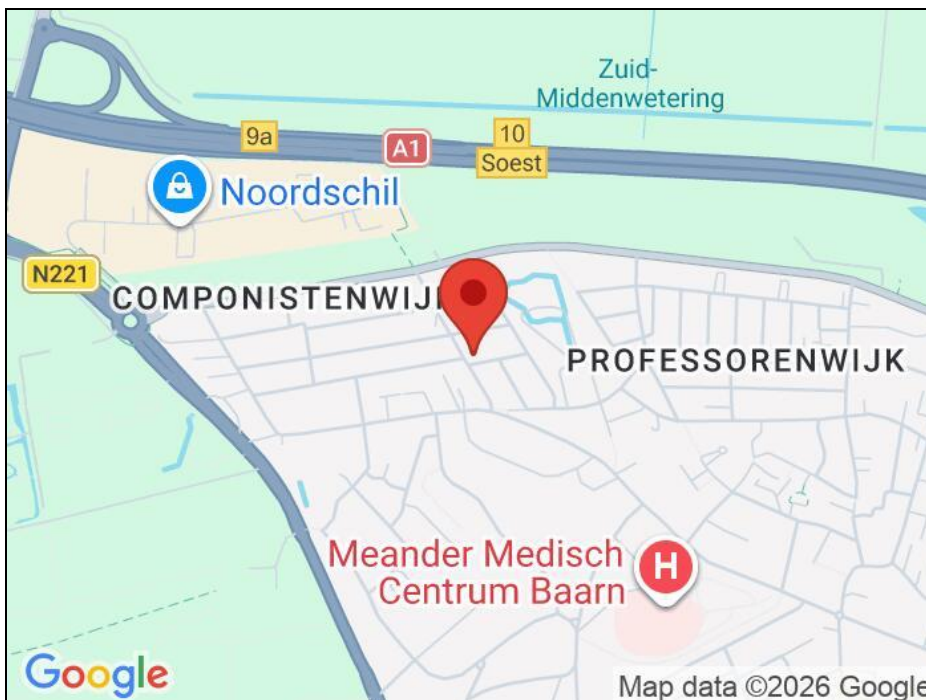 Zuid-
Middenwetering
9a
A1
10
Soest
Noordschil
N221
COMPONISTENWIJK
PROFESSORENWIJK
Meander Medisch
Centrum Baarn
H
Google
Map data ©2026 Google